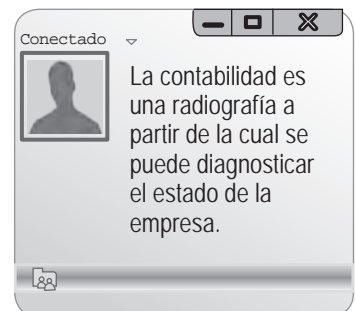 Conectado
La contabilidad es
una radiografía a
partir de la cual se
puede diagnosticar
el estado de la
empresa.